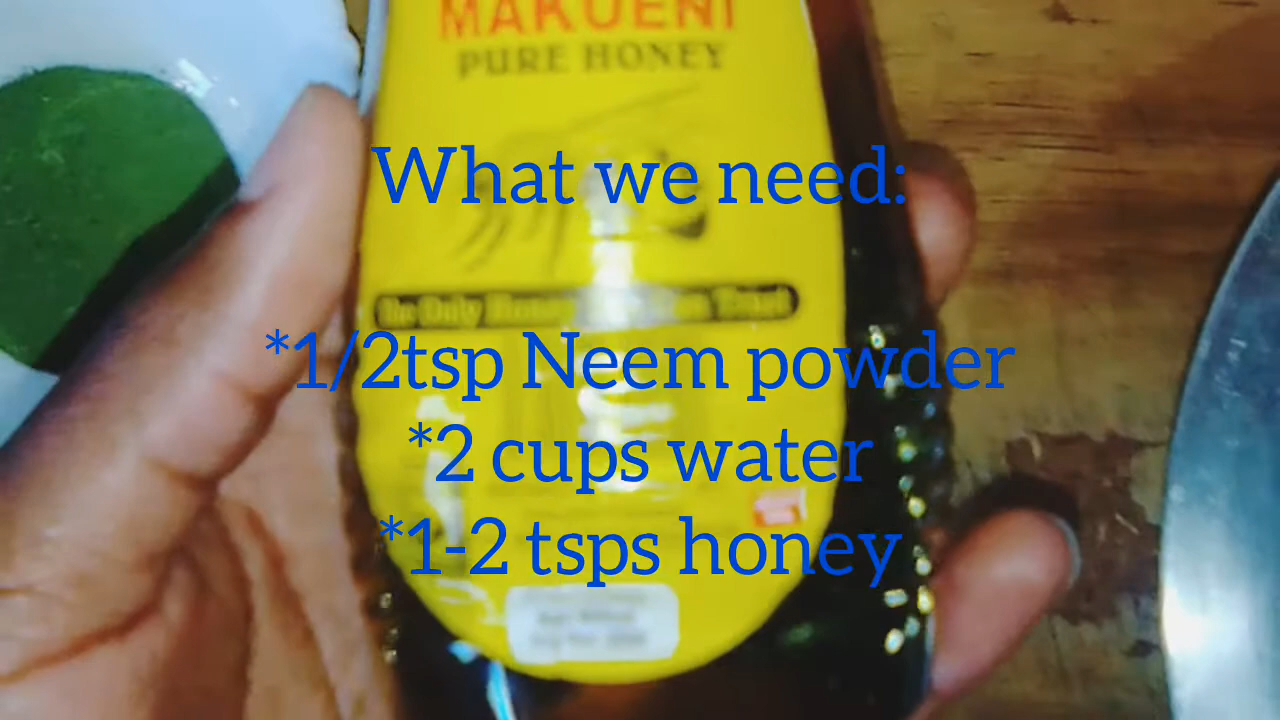 MAKUENI
PURE HONEY
What we need:
*1/2tsp Neem powder
*2 cups water
*1-2 tsps honey